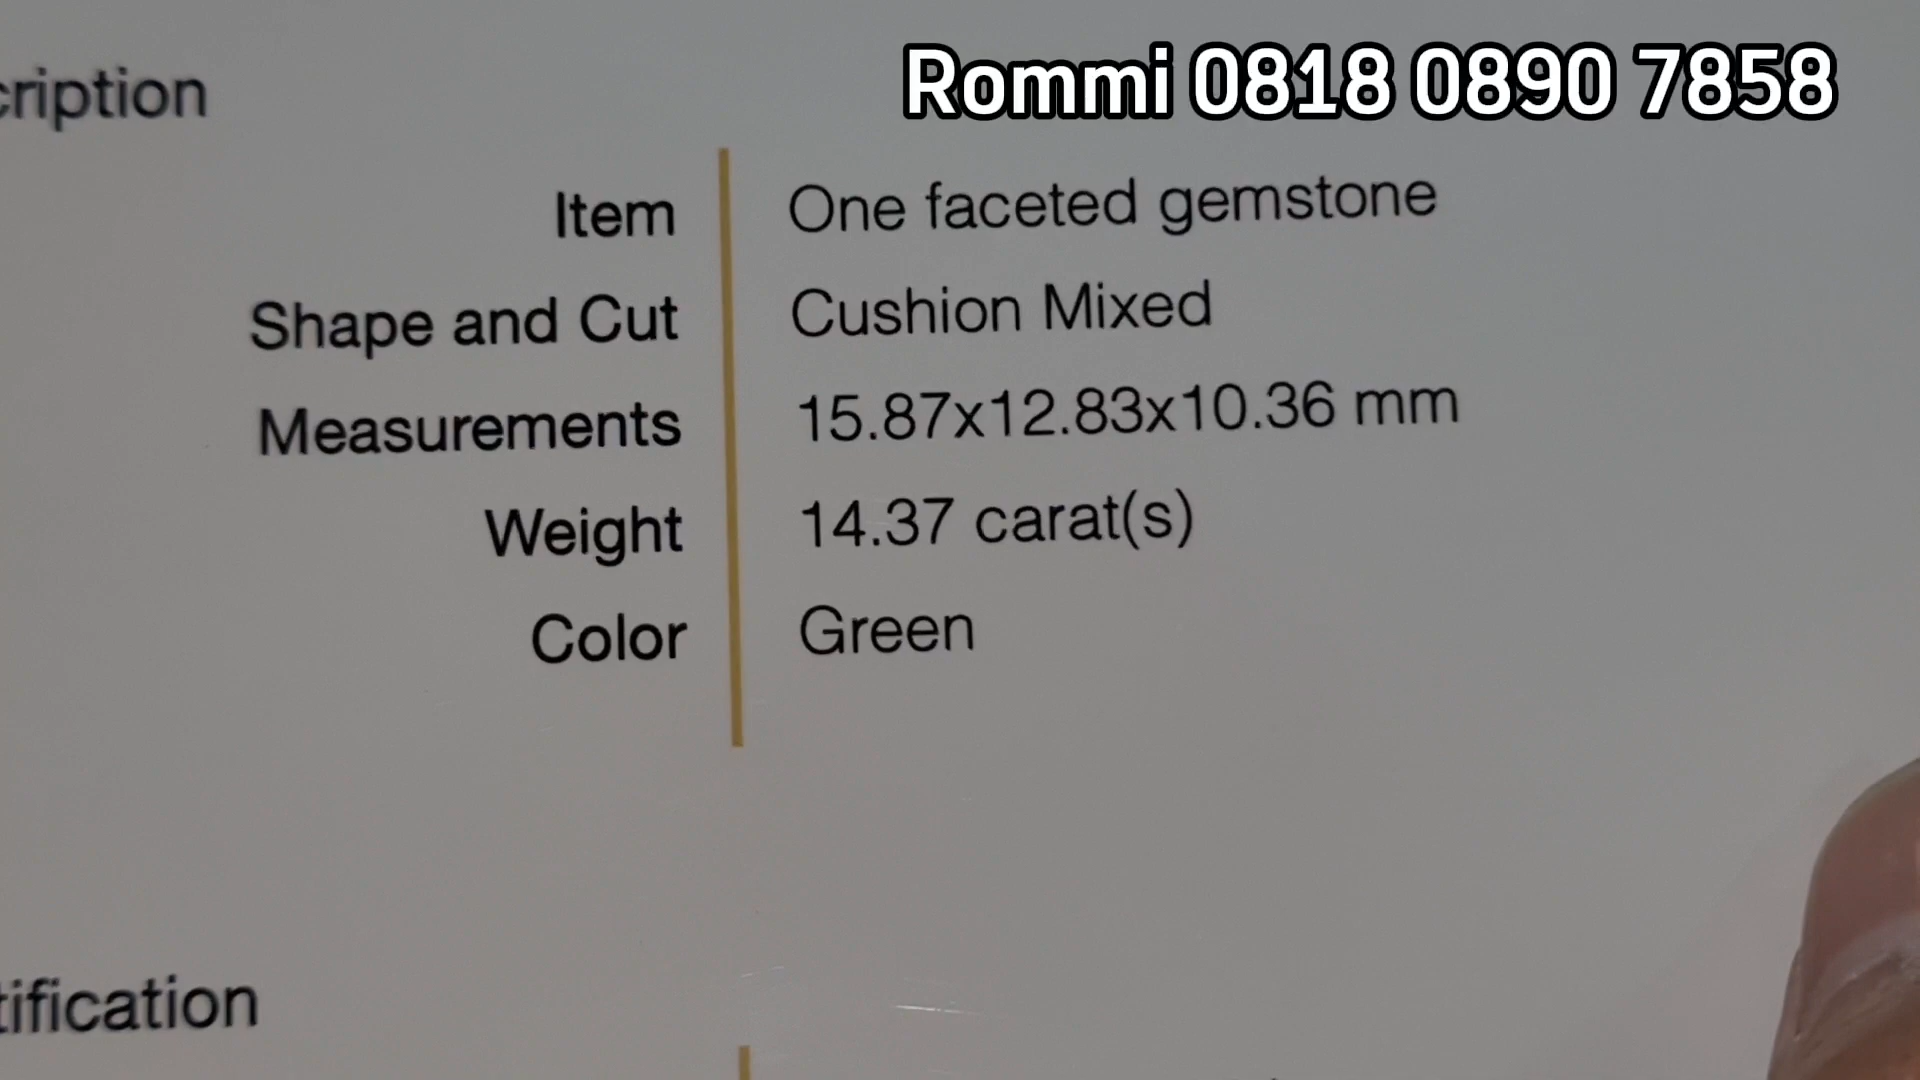 Rommi 0818 0890 7858
cription
Item One faceted gemstone
Shape and Cut Cushion Mixed
Measurements 15.87x12.83x10.36 mm
Weight 14.37 carat(s)
Color Green
tification